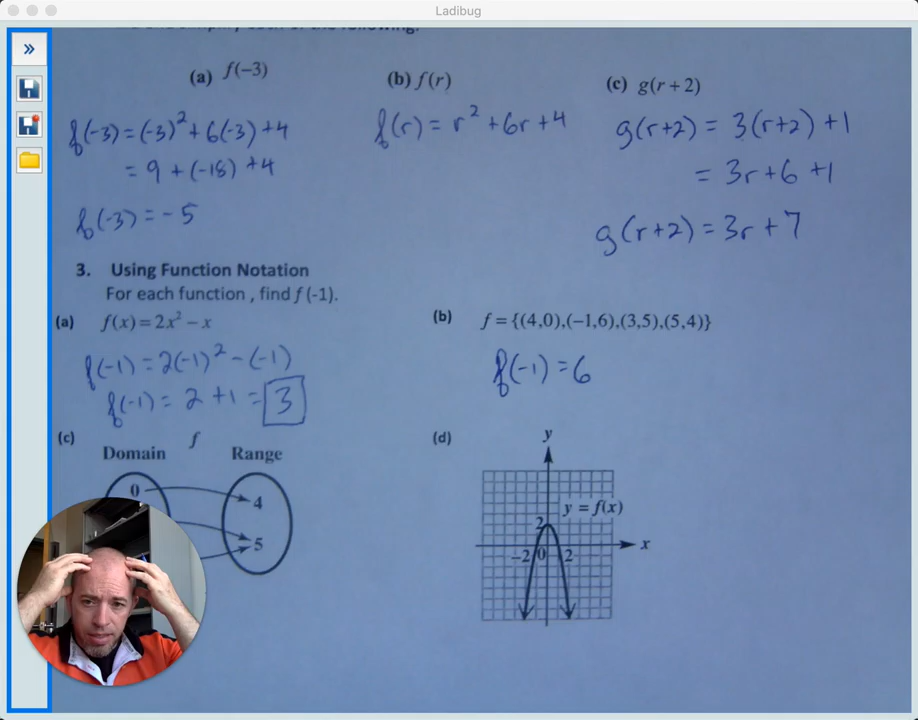 Ladibug
»
(a) f(−3)
(b) f(r)
(c) g(r + 2)
f(-3) = (-3)² + 6(-3) + 4
= 9 + (-18) + 4
f(-3) = -5
f(r) = r² + 6r + 4
g(r+2) = 3(r+2) + 1
= 3r + 6 + 1
g(r+2) = 3r + 7
3. Using Function Notation
For each function , find f (-1).
(a) f(x) = 2x² − x
f(-1) = 2(-1)² - (-1)
f(-1) = 2 + 1 = 3
(b) f = {(4,0),(−1,6),(3,5),(5,4)}
f(-1) = 6
(c) f
Domain Range
0
4
5
(d)
y
y = f(x)
2
x
−2 0 2